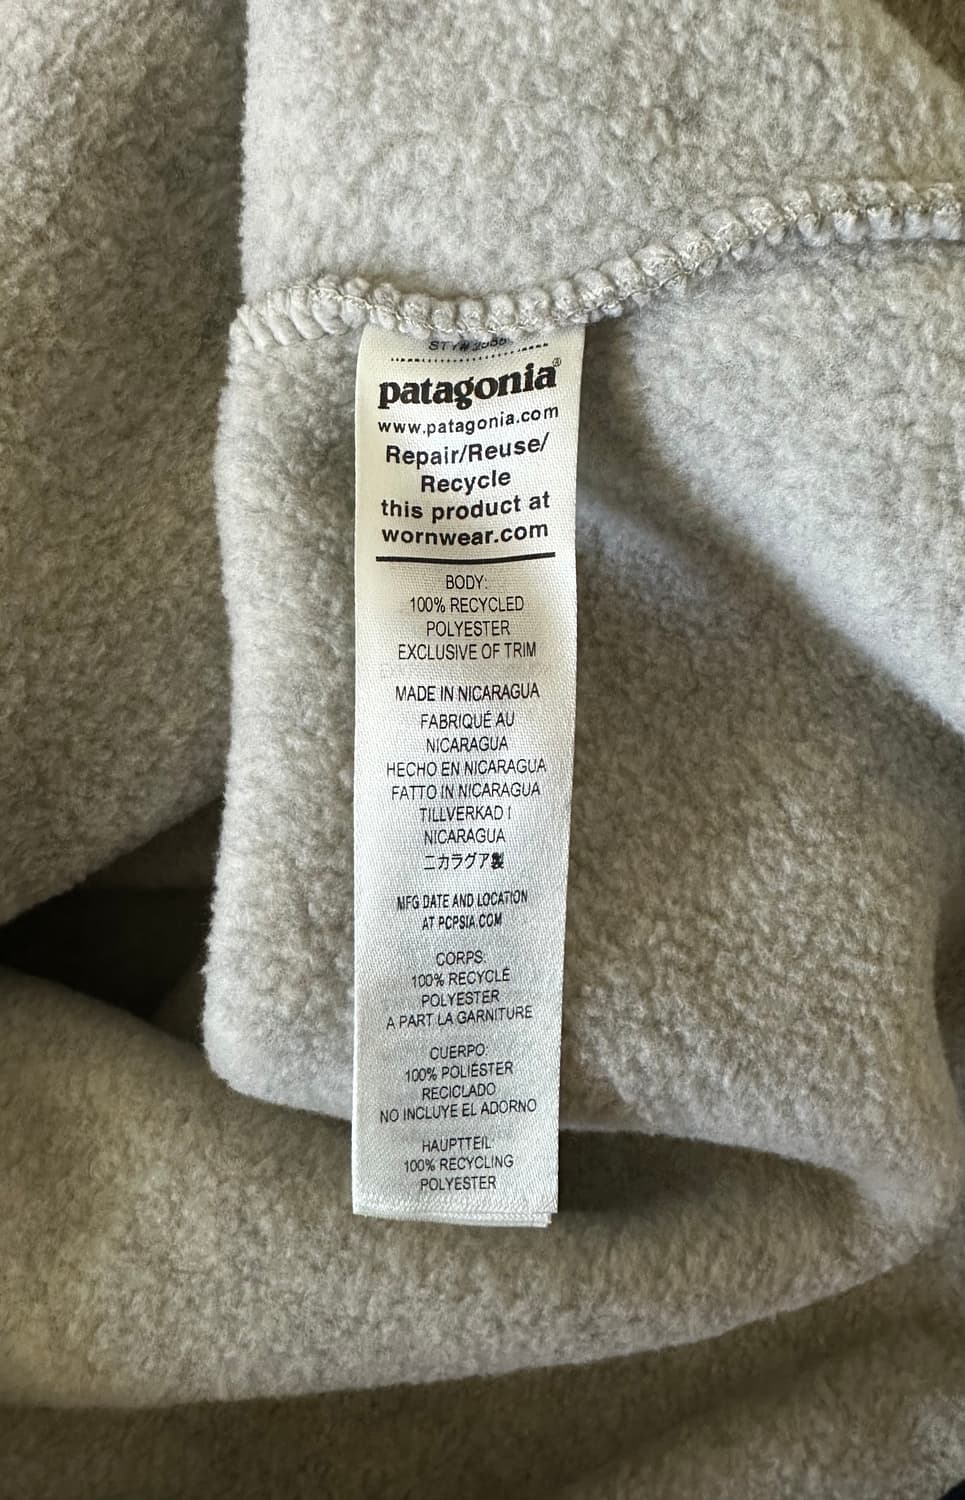 patagonia®
www.patagonia.com
Repair/Reuse/
Recycle
this product at
wornwear.com
BODY:
100% RECYCLED
POLYESTER
EXCLUSIVE OF TRIM
MADE IN NICARAGUA
FABRIQUÉ AU
NICARAGUA
HECHO EN NICARAGUA
FATTO IN NICARAGUA
TILLVERKAD I
NICARAGUA
ニカラグア製
MFG DATE AND LOCATION
AT PCPSIA.COM
CORPS:
100% RECYCLÉ
POLYESTER
A PART LA GARNITURE
CUERPO:
100% POLIÉSTER
RECICLADO
NO INCLUYE EL ADORNO
HAUPTTEIL:
100% RECYCLING
POLYESTER